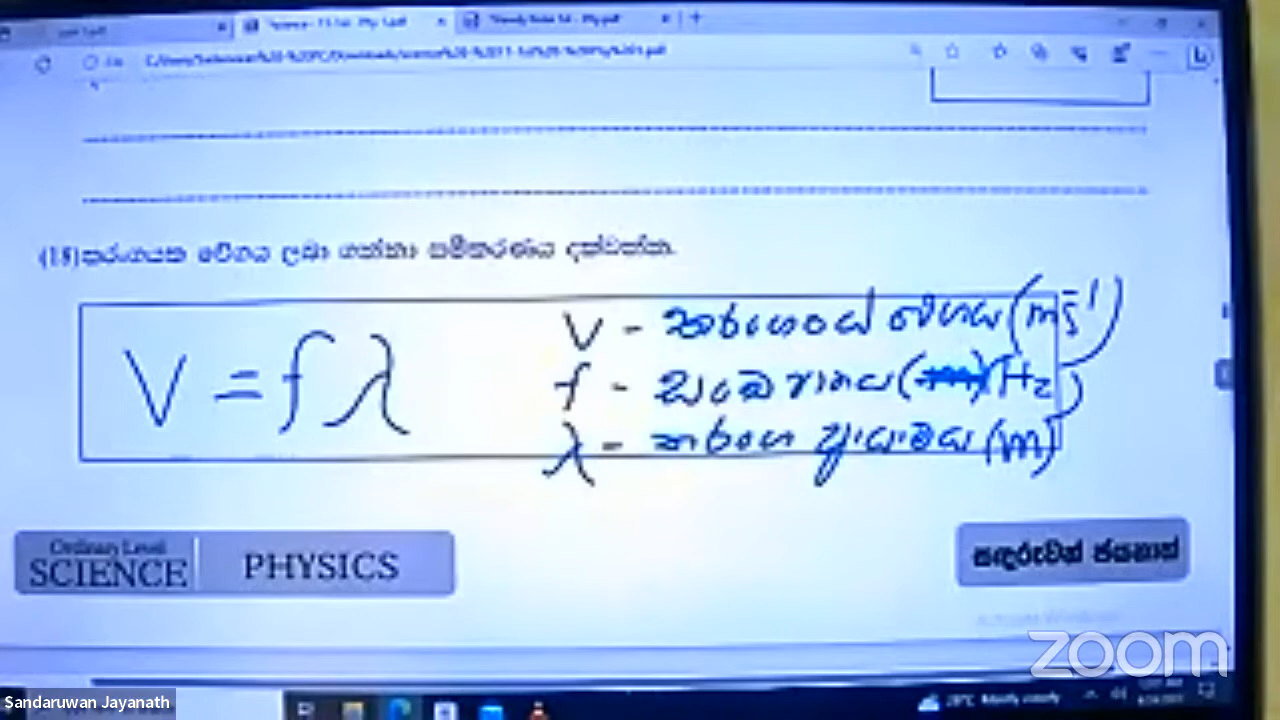 (18) තරංගයක වේගය ලබා ගන්නා සමීකරණය දක්වන්න.
V = fλ
V - තරංගයේ වේගය (ms⁻¹)
f - සංඛ්‍යාතය (Hz)
λ - තරංග ආයාමය (m)
Ordinary Level
SCIENCE
PHYSICS
සඳරුවන් ජයනාත්
zoom
Sandaruwan Jayanath